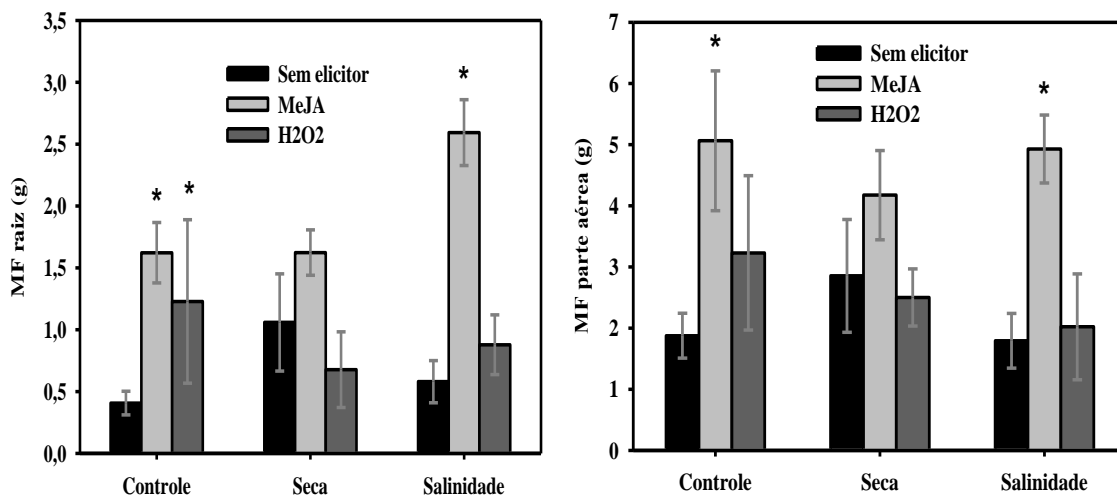 3,5
3,0
2,5
2,0
1,5
1,0
0,5
0,0
MF raiz (g)
Sem elicitor
MeJA
H2O2
*
*
*
Controle
Seca
Salinidade
7
6
5
4
3
2
1
0
MF parte aérea (g)
Sem elicitor
MeJA
H2O2
*
*
Controle
Seca
Salinidade